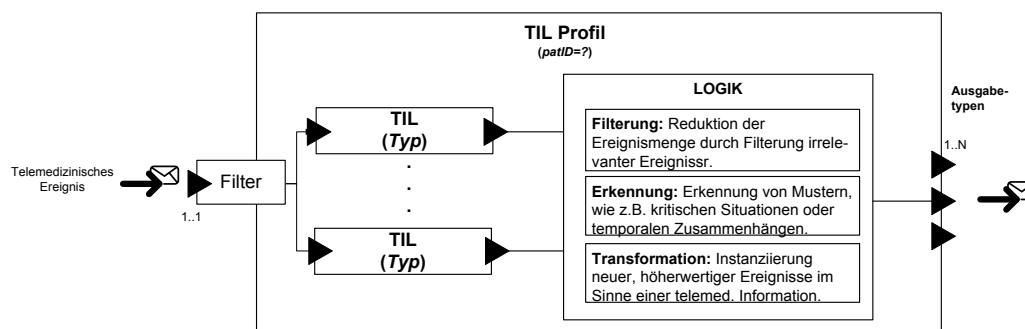 TIL Profil
(patID=?)
LOGIK
Ausgabe-
typen
TIL
(Typ)
Filterung: Reduktion der
Ereignismenge durch Filterung irrele-
vanter Ereignissr.
1..N
Telemedizinisches
Ereignis
Filter
1..1
.
.
.
Erkennung: Erkennung von Mustern,
wie z.B. kritischen Situationen oder
temporalen Zusammenhängen.
TIL
(Typ)
Transformation: Instanziierung
neuer, höherwertiger Ereignisse im
Sinne einer telemed. Information.